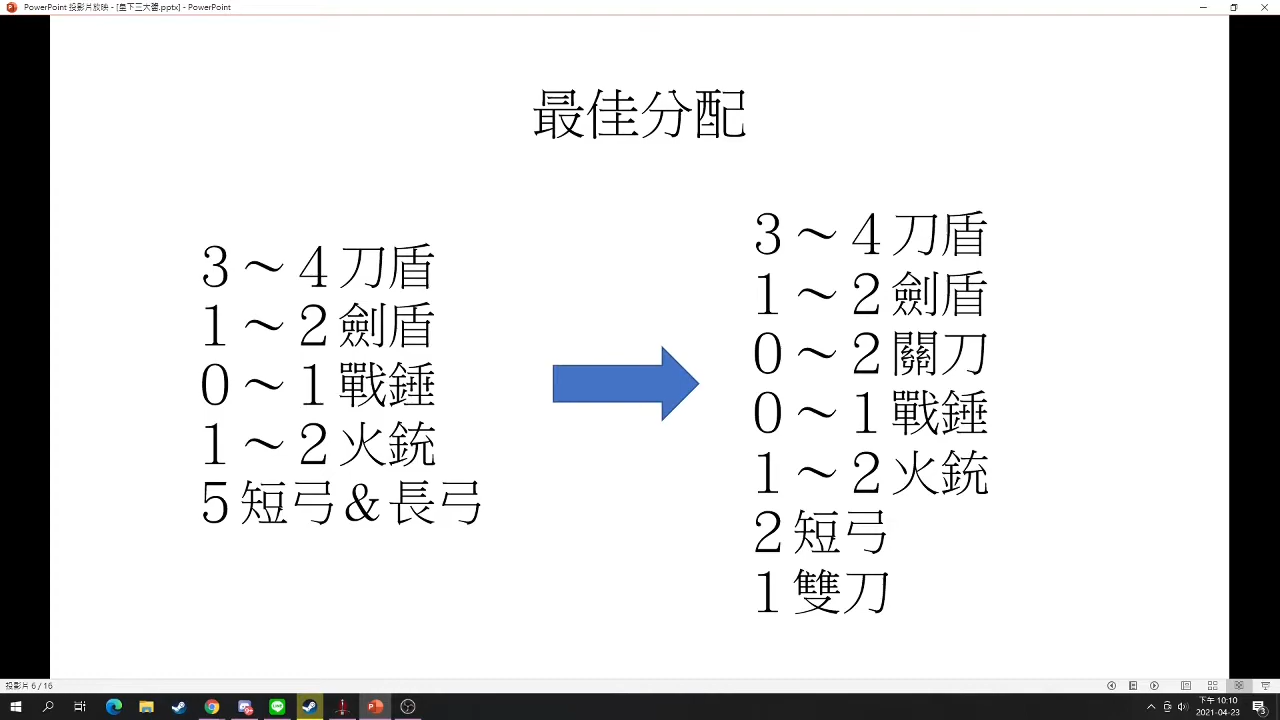 PowerPoint 投影片放映 - [皇下三大營.pptx] - PowerPoint
最佳分配
３～４刀盾
１～２劍盾
０～１戰錘
１～２火銃
５短弓＆長弓
３～４刀盾
１～２劍盾
０～２關刀
０～１戰錘
１～２火銃
２短弓
１雙刀
投影片 6 / 16
下午 10:10
2021-04-23